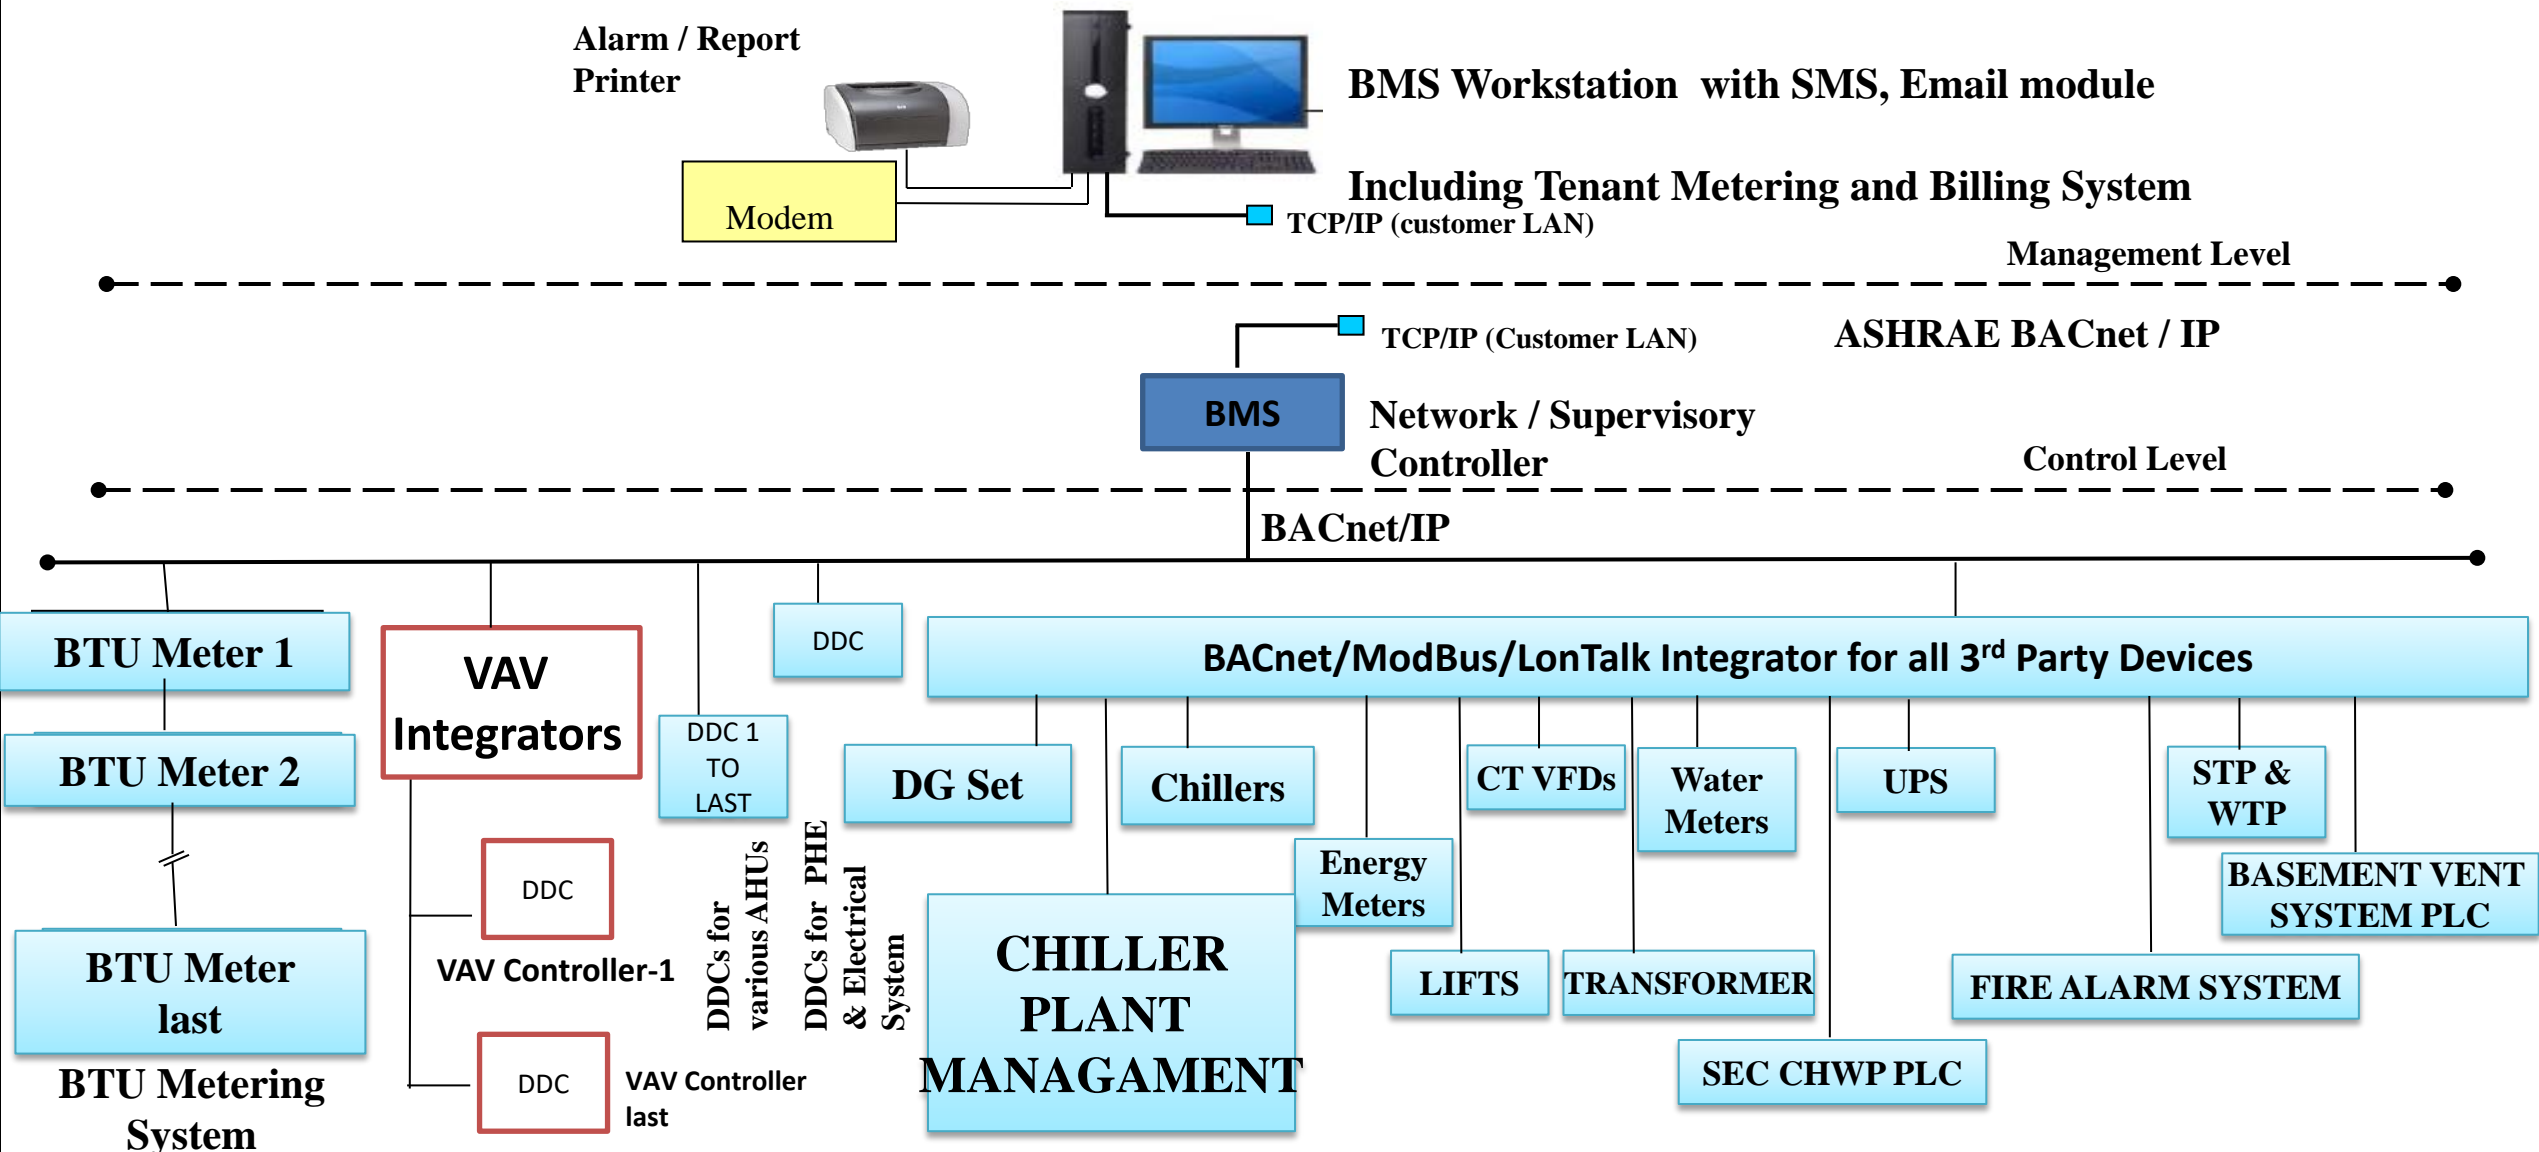 Alarm / Report
Printer
BMS Workstation with SMS, Email module
Including Tenant Metering and Billing System
Modem
TCP/IP (customer LAN)
Management Level
TCP/IP (Customer LAN)
ASHRAE BACnet / IP
BMS
Network / Supervisory
Controller
Control Level
BACnet/IP
BTU Meter 1
BTU Meter 2
BTU Meter
last
BTU Metering
System
VAV
Integrators
DDC
VAV Controller-1
DDC
VAV Controller
last
DDC 1
TO
LAST
DDCs for
various AHUs
DDC
DDCs for PHE
& Electrical
System
BACnet/ModBus/LonTalk Integrator for all 3rd Party Devices
DG Set
CHILLER
PLANT
MANAGAMENT
Chillers
Energy
Meters
LIFTS
CT VFDs
TRANSFORMER
Water
Meters
SEC CHWP PLC
UPS
FIRE ALARM SYSTEM
STP &
WTP
BASEMENT VENT
SYSTEM PLC